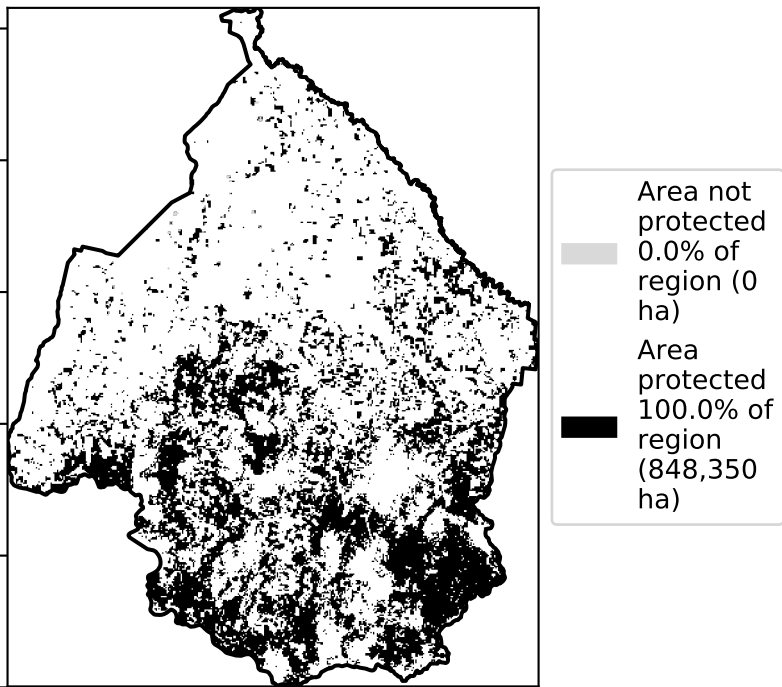 Area not
protected
0.0% of
region (0
ha)
Area
protected
100.0% of
region
(848,350
ha)